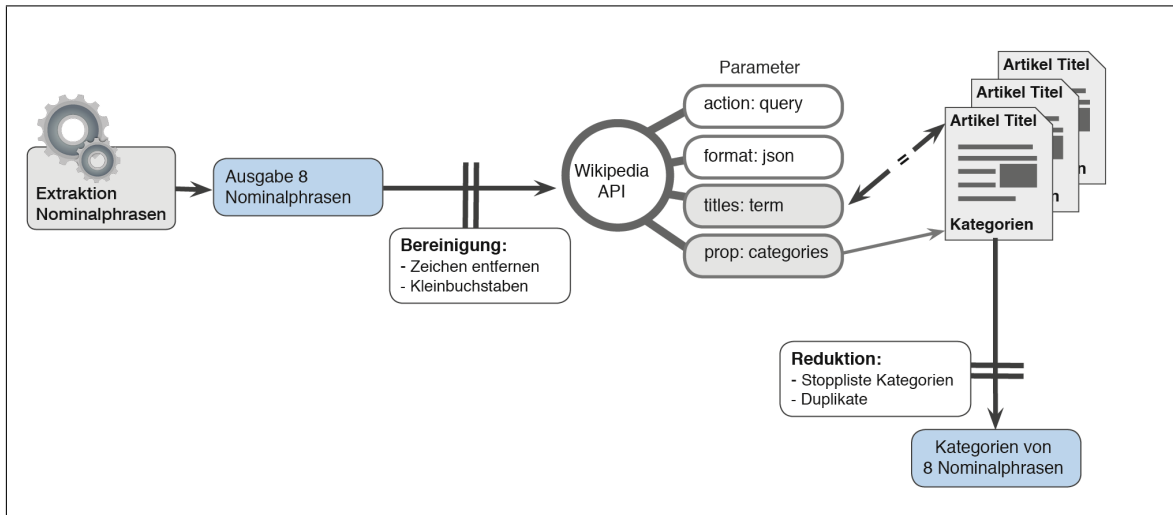 Extraktion
Nominalphrasen
Ausgabe 8
Nominalphrasen
Bereinigung:
- Zeichen entfernen
- Kleinbuchstaben
Wikipedia
API
Parameter
action: query
format: json
titles: term
prop: categories
Artikel Titel
Artikel Titel
Artikel Titel
n
n
Kategorien
Reduktion:
- Stoppliste Kategorien
- Duplikate
Kategorien von
8 Nominalphrasen